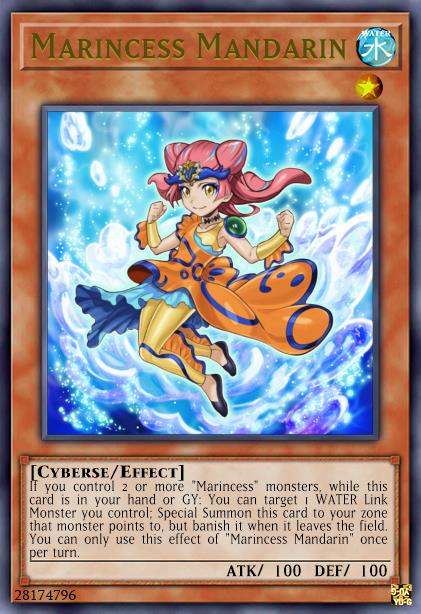 Marincess Mandarin
WATER
水
[Cyberse/Effect]
If you control 2 or more "Marincess" monsters, while this
card is in your hand or GY: You can target 1 WATER Link
Monster you control; Special Summon this card to your zone
that monster points to, but banish it when it leaves the field.
You can only use this effect of "Marincess Mandarin" once
per turn.
ATK/ 100 DEF/ 100
28174796